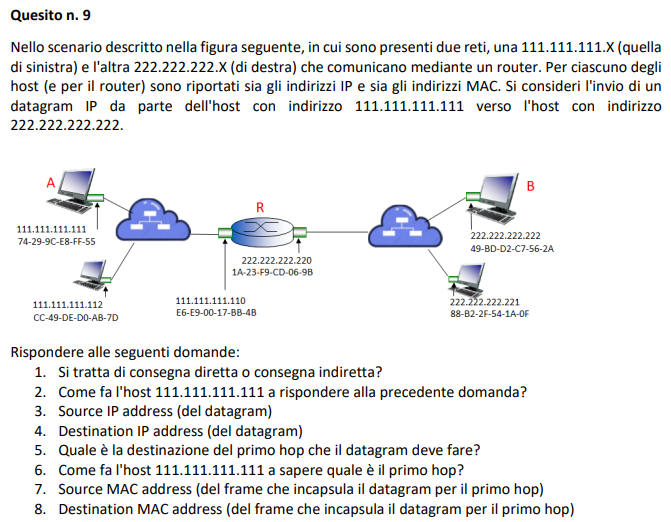 Quesito n. 9
Nello scenario descritto nella figura seguente, in cui sono presenti due reti, una 111.111.111.X (quella
di sinistra) e l'altra 222.222.222.X (di destra) che comunicano mediante un router. Per ciascuno degli
host (e per il router) sono riportati sia gli indirizzi IP e sia gli indirizzi MAC. Si consideri l'invio di un
datagram IP da parte dell'host con indirizzo 111.111.111.111 verso l'host con indirizzo
222.222.222.222.
A
B
R
111.111.111.111
74-29-9C-E8-FF-55
222.222.222.222
49-BD-D2-C7-56-2A
222.222.222.220
1A-23-F9-CD-06-9B
111.111.111.112
CC-49-DE-D0-AB-7D
111.111.111.110
E6-E9-00-17-BB-4B
222.222.222.221
88-B2-2F-54-1A-0F
Rispondere alle seguenti domande:
1. Si tratta di consegna diretta o consegna indiretta?
2. Come fa l'host 111.111.111.111 a rispondere alla precedente domanda?
3. Source IP address (del datagram)
4. Destination IP address (del datagram)
5. Quale è la destinazione del primo hop che il datagram deve fare?
6. Come fa l'host 111.111.111.111 a sapere quale è il primo hop?
7. Source MAC address (del frame che incapsula il datagram per il primo hop)
8. Destination MAC address (del frame che incapsula il datagram per il primo hop)